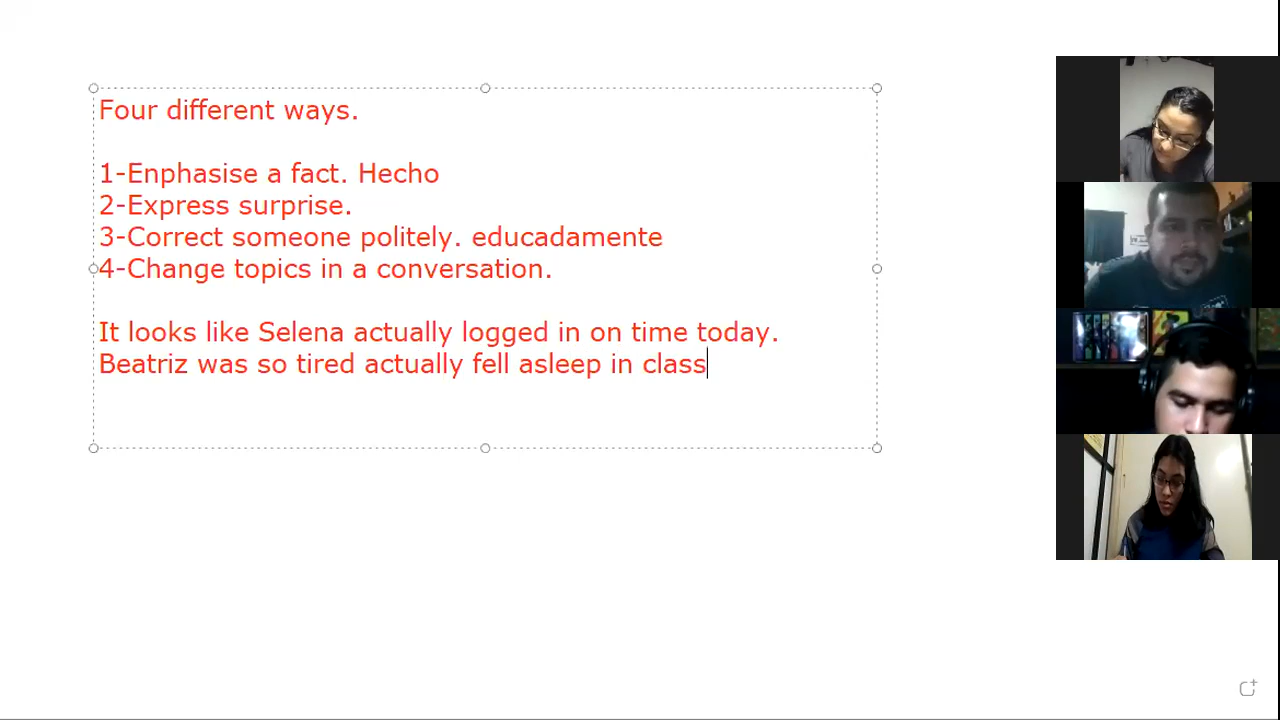 Four different ways.
1-Enphasise a fact. Hecho
2-Express surprise.
3-Correct someone politely. educadamente
4-Change topics in a conversation.
It looks like Selena actually logged in on time today.
Beatriz was so tired actually fell asleep in class